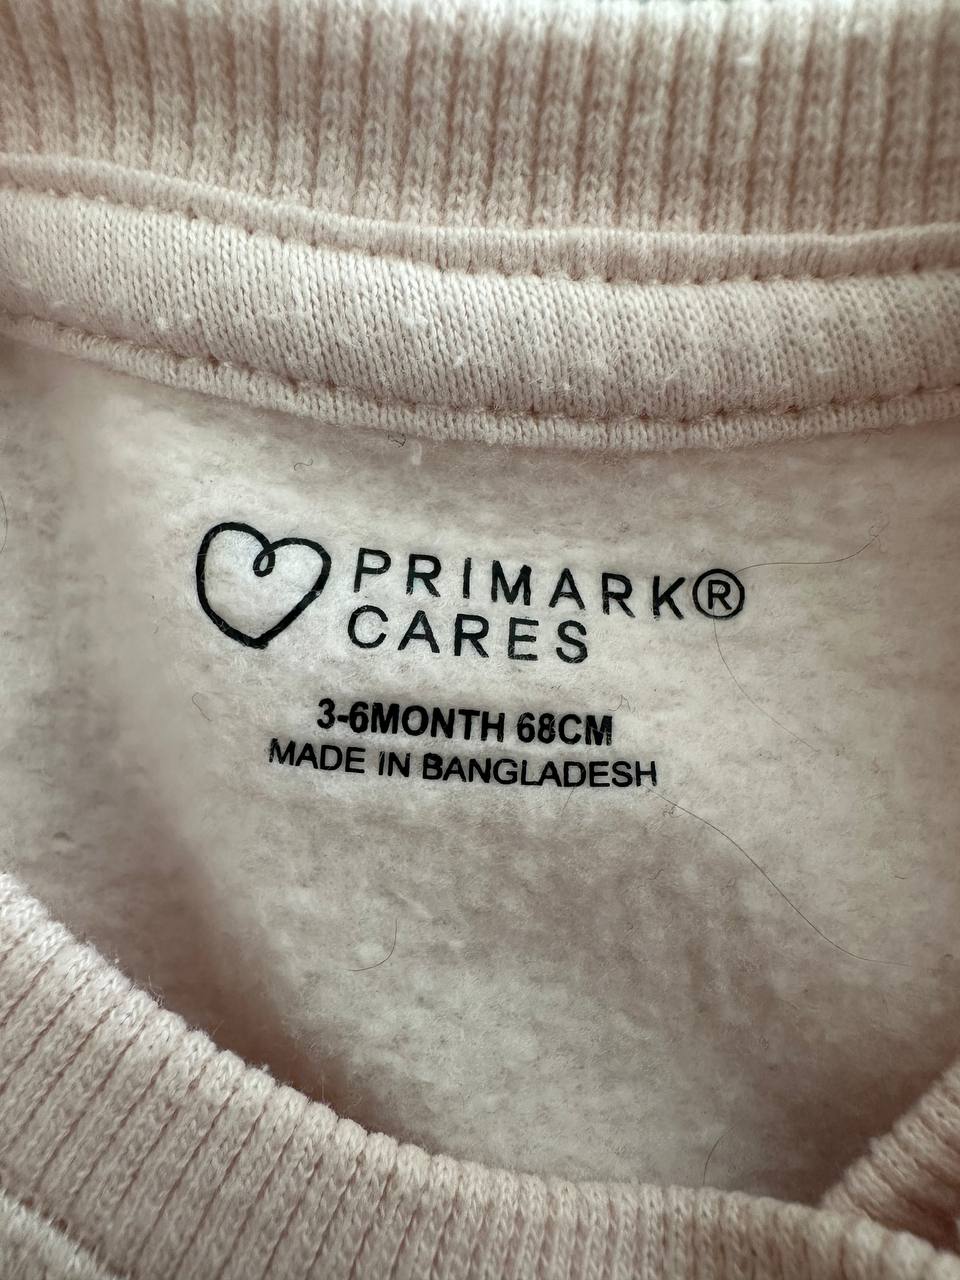 PRIMARK®
CARES
3-6MONTH 68CM
MADE IN BANGLADESH